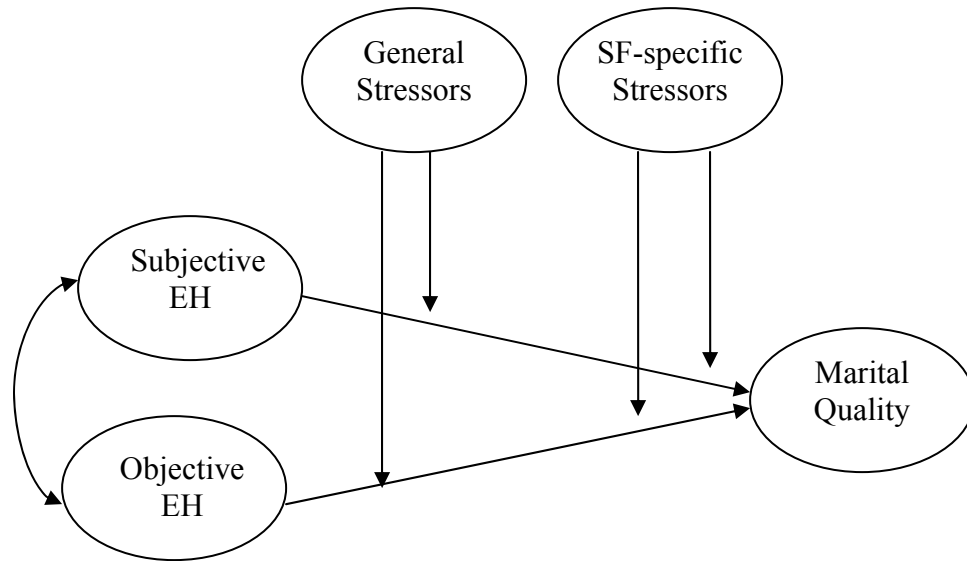 General
Stressors
SF-specific
Stressors
Subjective
EH
Objective
EH
Marital
Quality